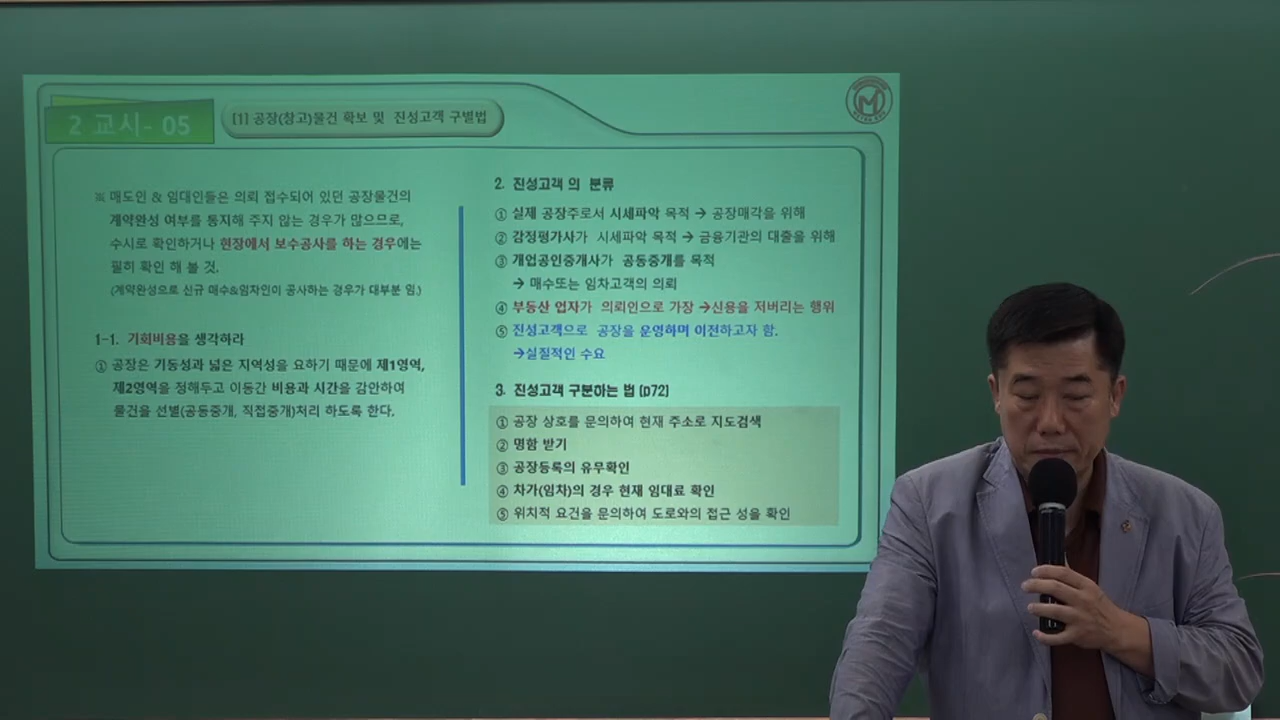 2 교시- 05
[1] 공장(창고)물건 확보 및 진성고객 구별법
※ 매도인 & 임대인들은 의뢰 접수되어 있던 공장물건의
계약완성 여부를 통지해 주지 않는 경우가 많으므로,
수시로 확인하거나 현장에서 보수공사를 하는 경우에는
필히 확인 해 볼 것.
(계약완성으로 신규 매수&임차인이 공사하는 경우가 대부분 임.)
1-1. 기회비용을 생각하라
① 공장은 기동성과 넓은 지역성을 요하기 때문에 제1영역,
제2영역을 정해두고 이동간 비용과 시간을 감안하여
물건을 선별(공동중개, 직접중개)처리 하도록 한다.
2. 진성고객 의 분류
① 실제 공장주로서 시세파악 목적 → 공장매각을 위해
② 감정평가사가 시세파악 목적 → 금융기관의 대출을 위해
③ 개업공인중개사가 공동중개를 목적
→ 매수또는 임차고객의 의뢰
④ 부동산 업자가 의뢰인으로 가장 →신용을 저버리는 행위
⑤ 진성고객으로 공장을 운영하며 이전하고자 함.
→실질적인 수요
3. 진성고객 구분하는 법 (p72)
① 공장 상호를 문의하여 현재 주소로 지도검색
② 명함 받기
③ 공장등록의 유무확인
④ 차가(임차)의 경우 현재 임대료 확인
⑤ 위치적 요건을 문의하여 도로와의 접근 성을 확인